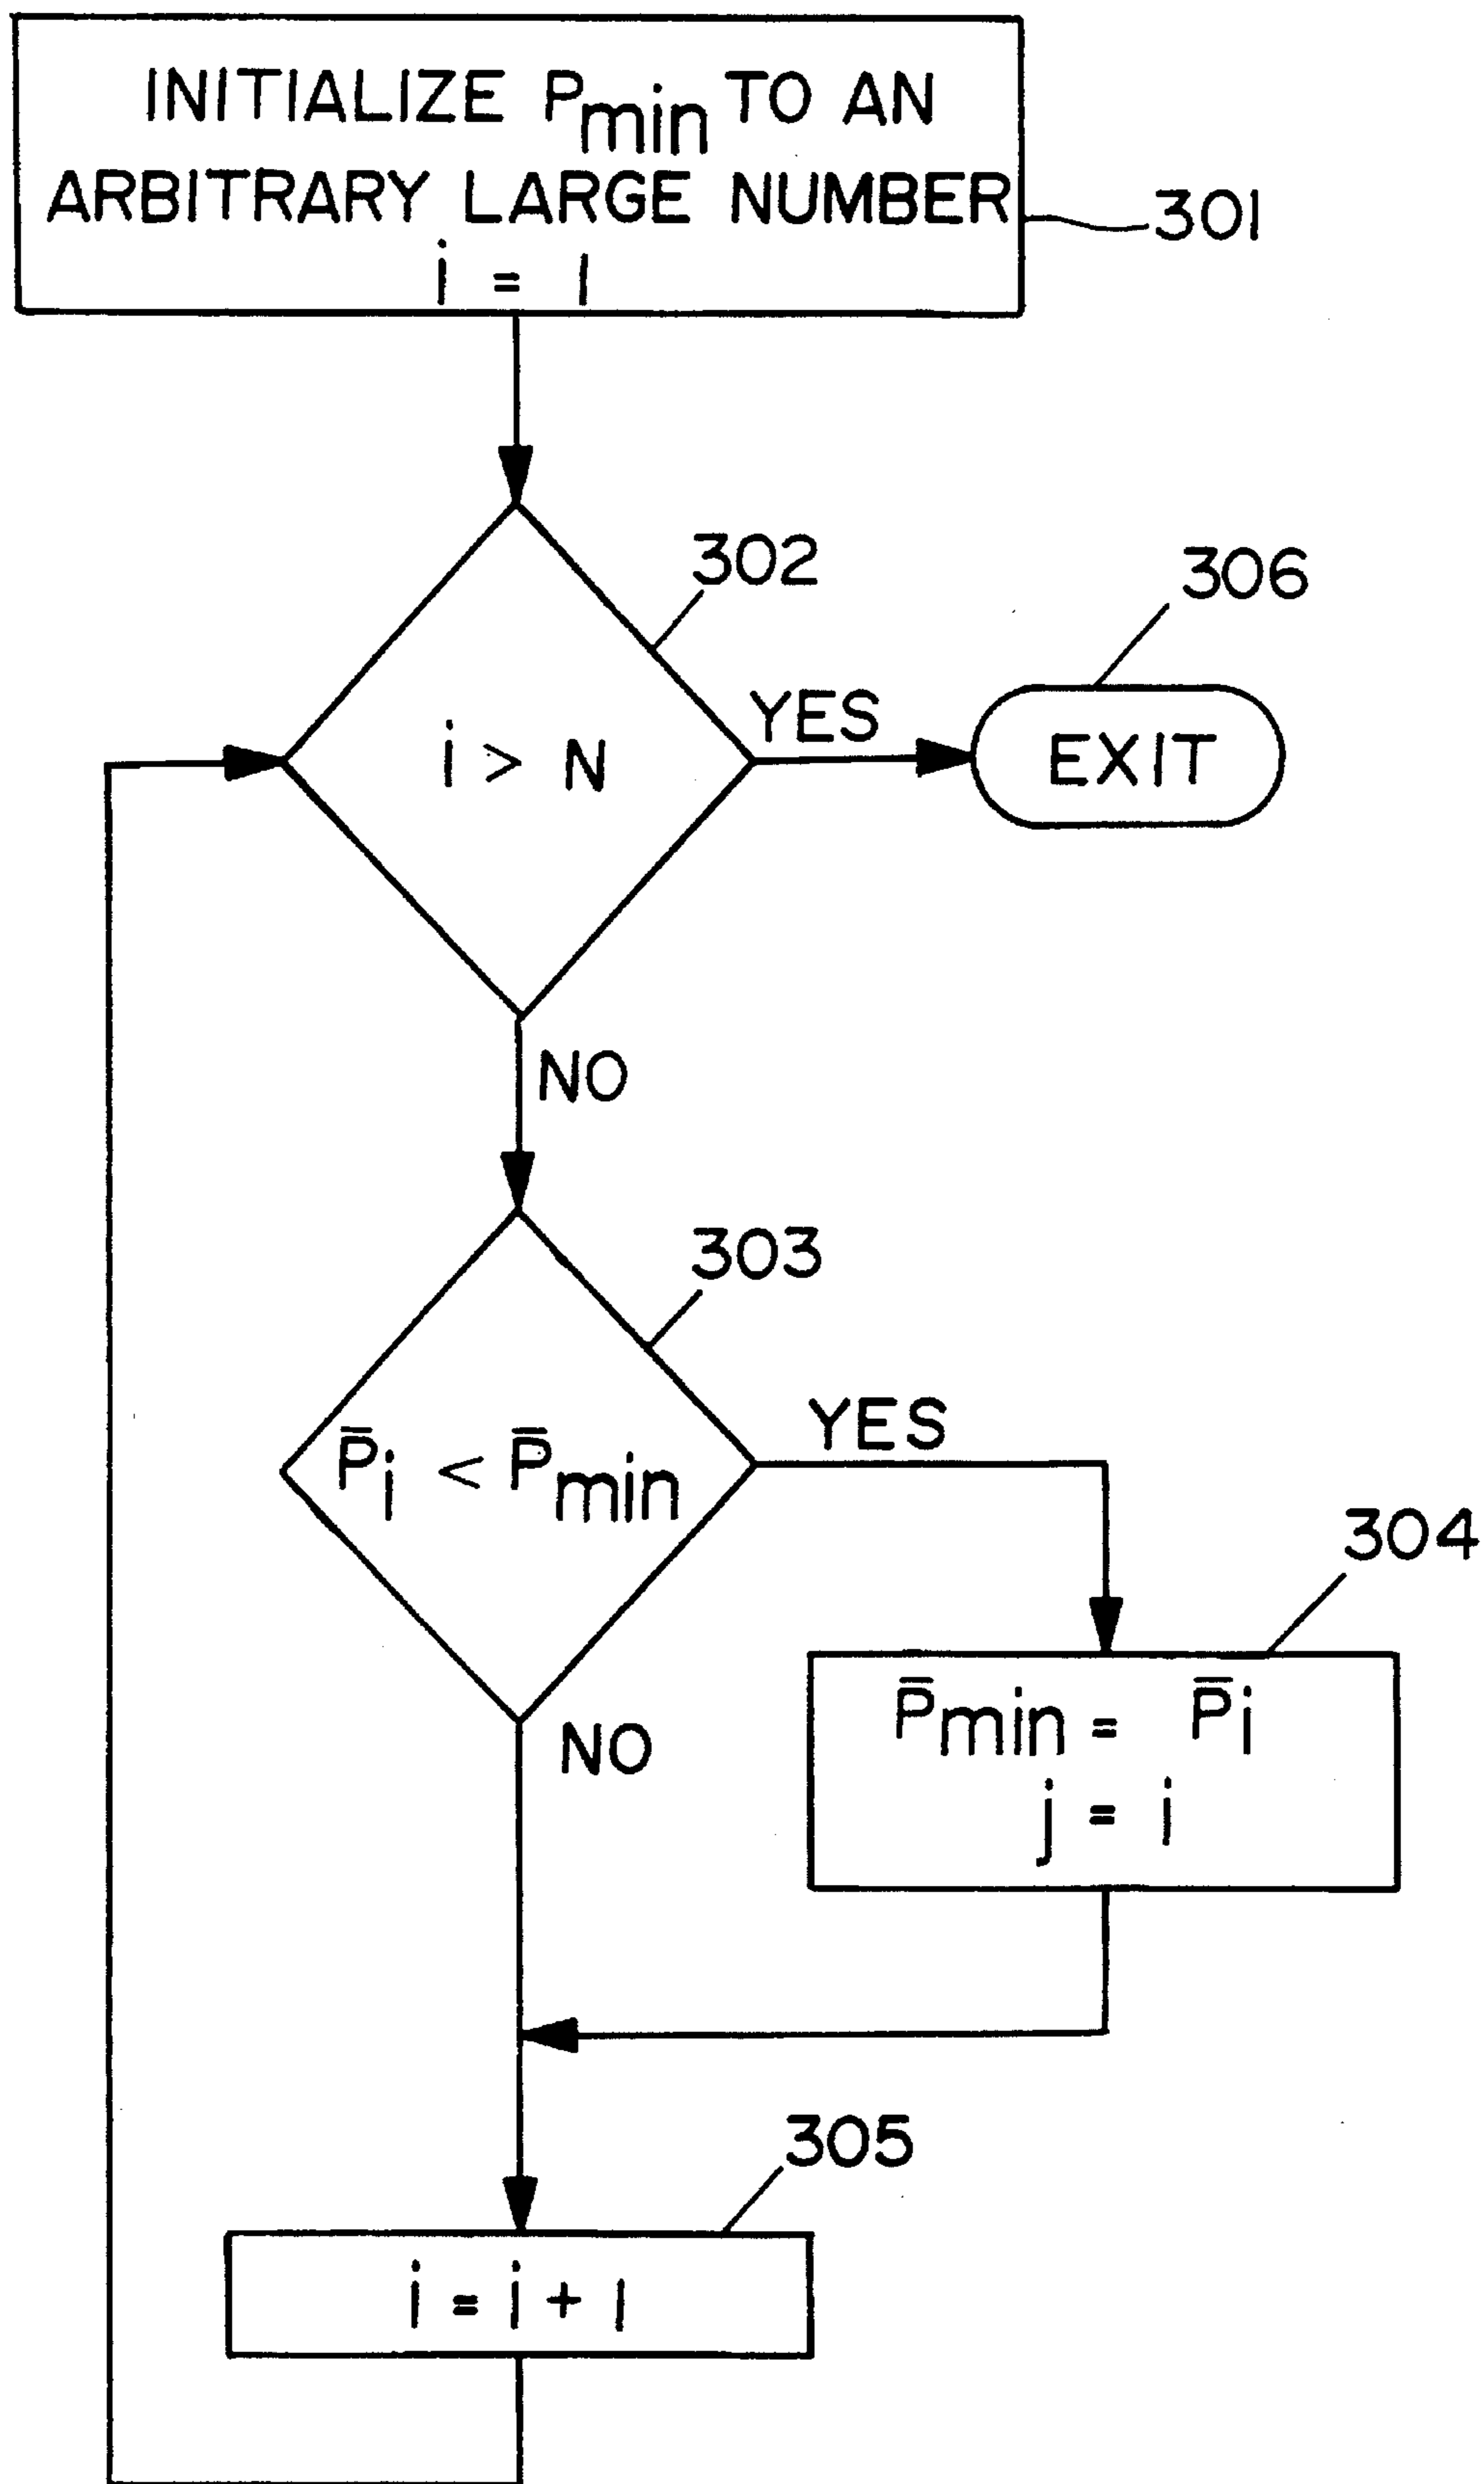 INITIALIZE Pmin TO AN
ARBITRARY LARGE NUMBER
i = 1
301
302
306
i > N
YES
EXIT
NO
303
P̄i < P̄min
YES
304
P̄min = P̄i
j = i
NO
305
i = i + 1